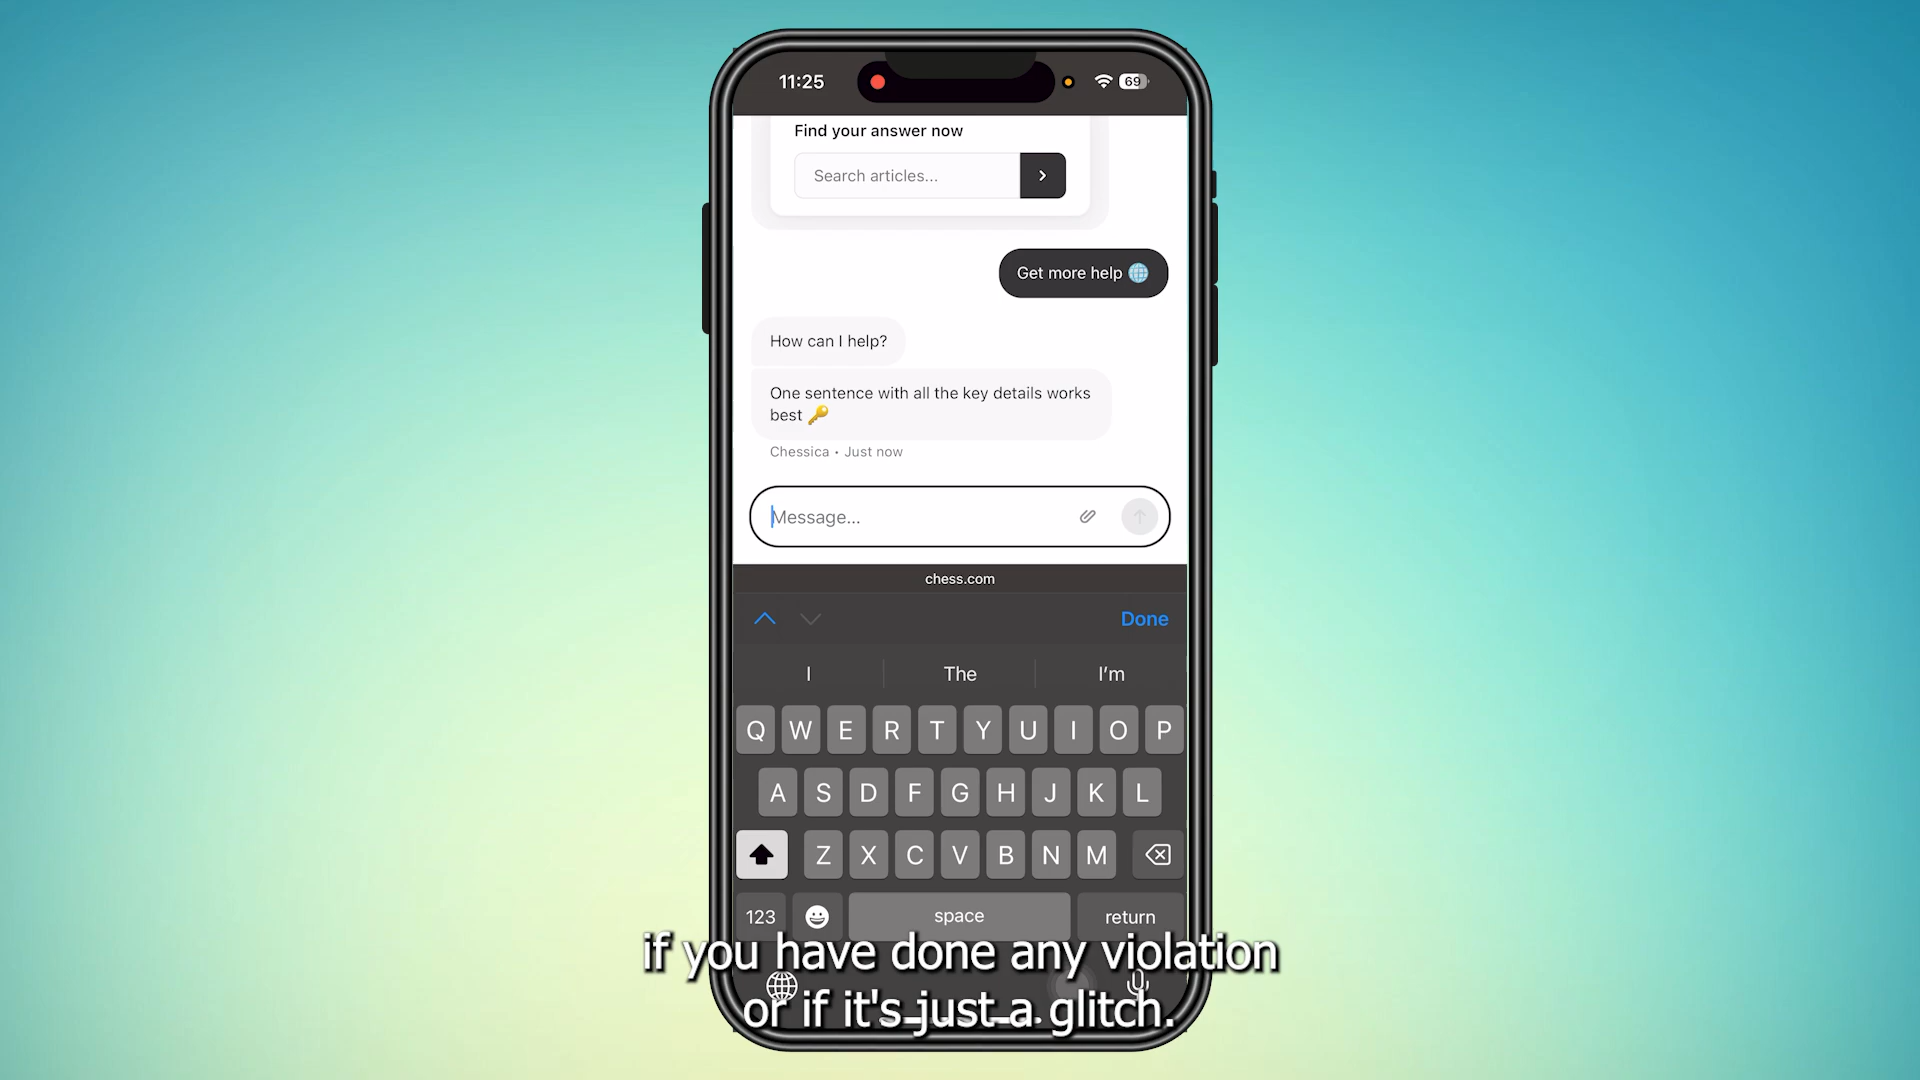 11:25
69
Find your answer now
Search articles...
Get more help
How can I help?
One sentence with all the key details works
best
Chessica • Just now
Message...
chess.com
Done
I The I'm
Q W E R T Y U I O P
A S D F G H J K L
Z X C V B N M
123 space return
if you have done any violation
or if it's just a glitch.